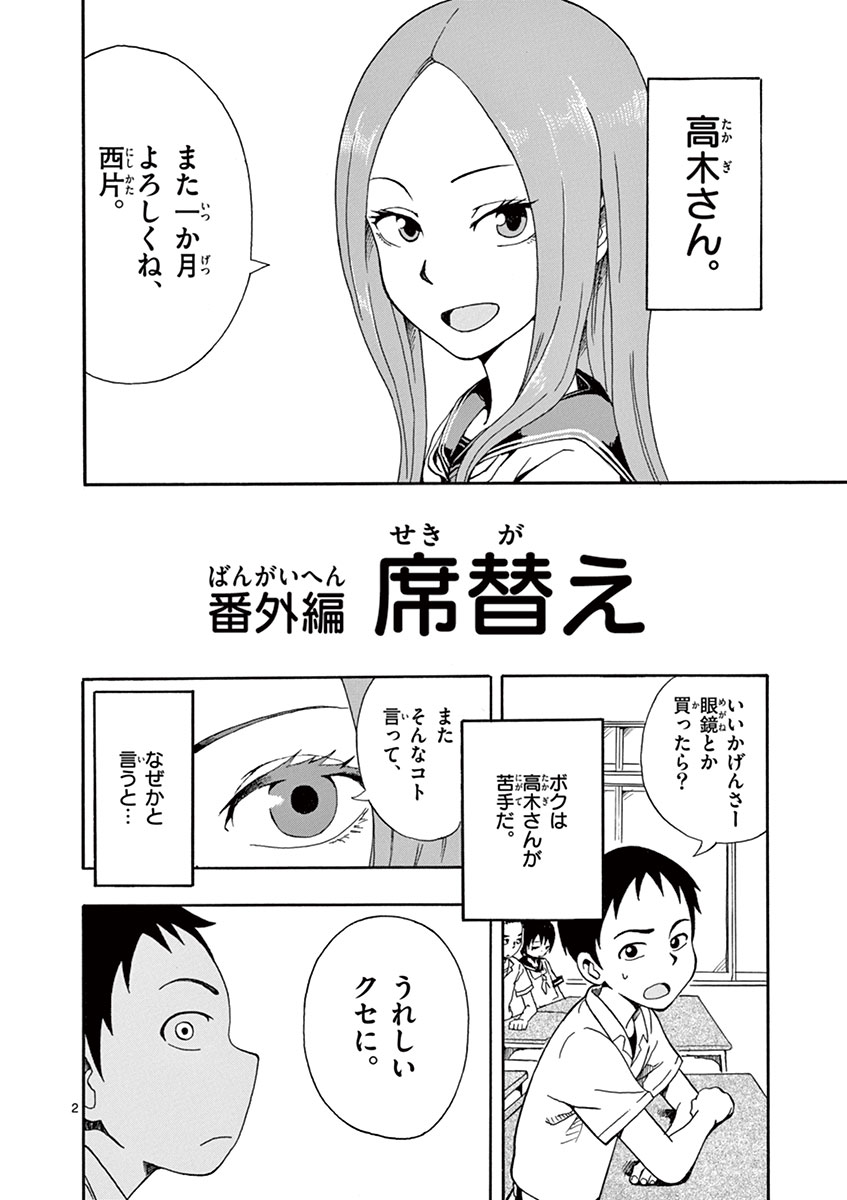 高木さん。
また一か月
よろしくね、
西片。
番外編 席替え
いいかげんさー
眼鏡とか
買ったら？
ボクは
高木さんが
苦手だ。
また
そんなコト
言って、
なぜかと
言うと…
うれしい
クセに。
2